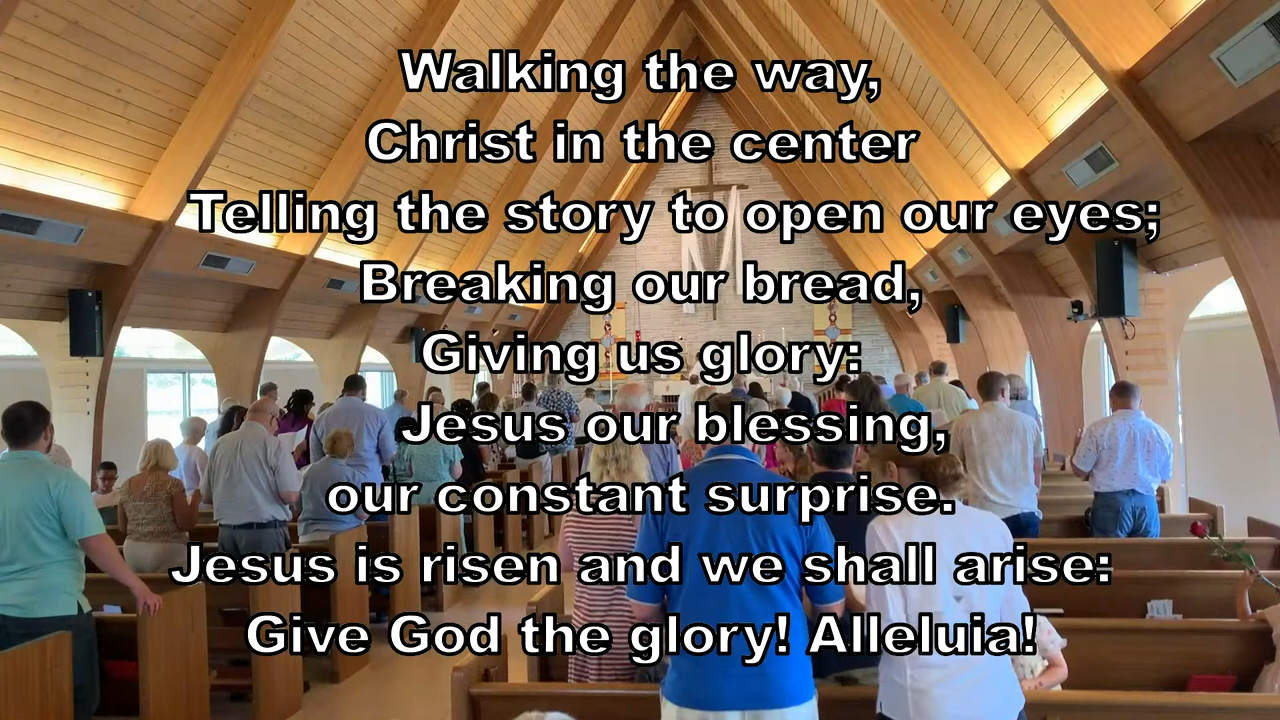 Walking the way,
Christ in the center
Telling the story to open our eyes;
Breaking our bread,
Giving us glory:
Jesus our blessing,
our constant surprise.
Jesus is risen and we shall arise:
Give God the glory! Alleluia!